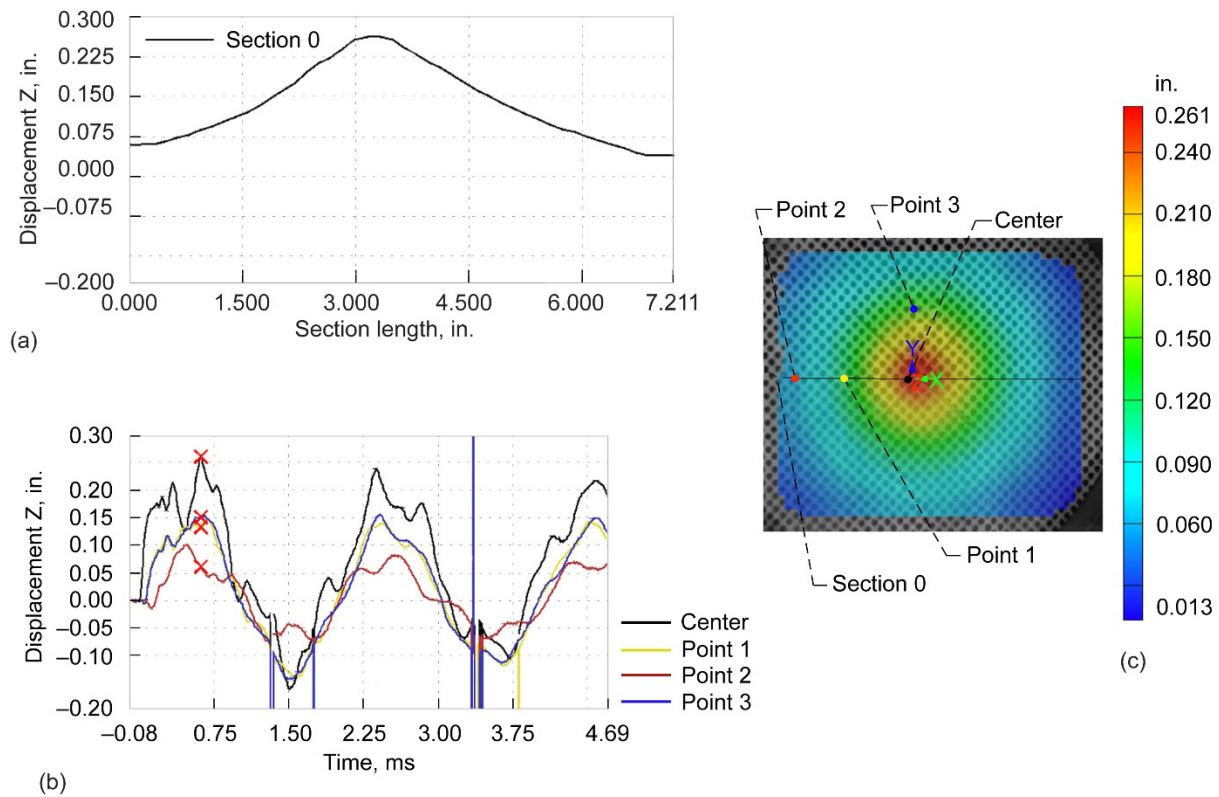 (a)
Displacement Z, in.
0.300
0.225
0.150
0.075
0.000
−0.075
−0.200
Section 0
0.000 1.500 3.000 4.500 6.000 7.211
Section length, in.
(b)
Displacement Z, in.
0.30
0.20
0.15
0.10
0.05
0.00
−0.05
−0.10
−0.20
−0.08 0.75 1.50 2.25 3.00 3.75 4.69
Time, ms
Center
Point 1
Point 2
Point 3
Point 2
Point 3
Center
Y
X
Point 1
Section 0
in.
0.261
0.240
0.210
0.180
0.150
0.120
0.090
0.060
0.030
0.013
(c)